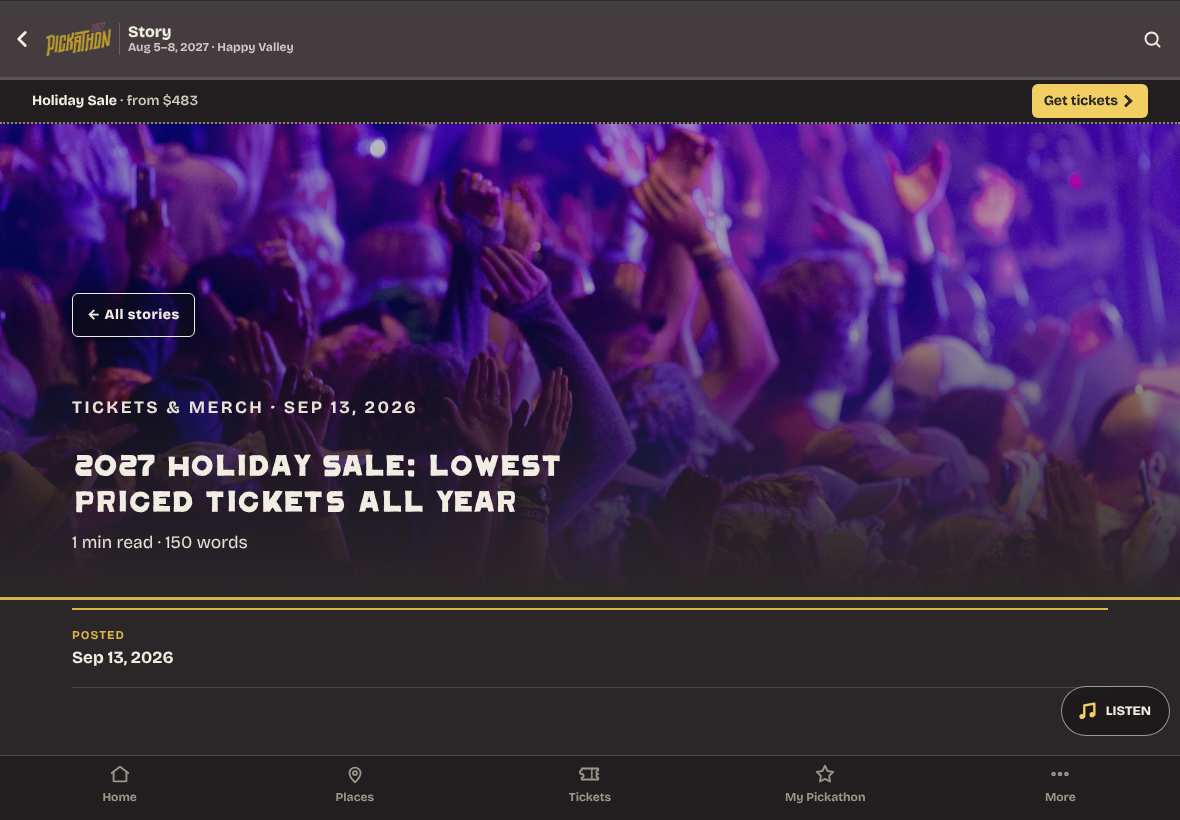 PICKATHON
Story
Aug 5–8, 2027 · Happy Valley
Holiday Sale · from $483
Get tickets
← All stories
TICKETS & MERCH · SEP 13, 2026
2027 HOLIDAY SALE: LOWEST
PRICED TICKETS ALL YEAR
1 min read · 150 words
POSTED
Sep 13, 2026
LISTEN
Home
Places
Tickets
My Pickathon
More